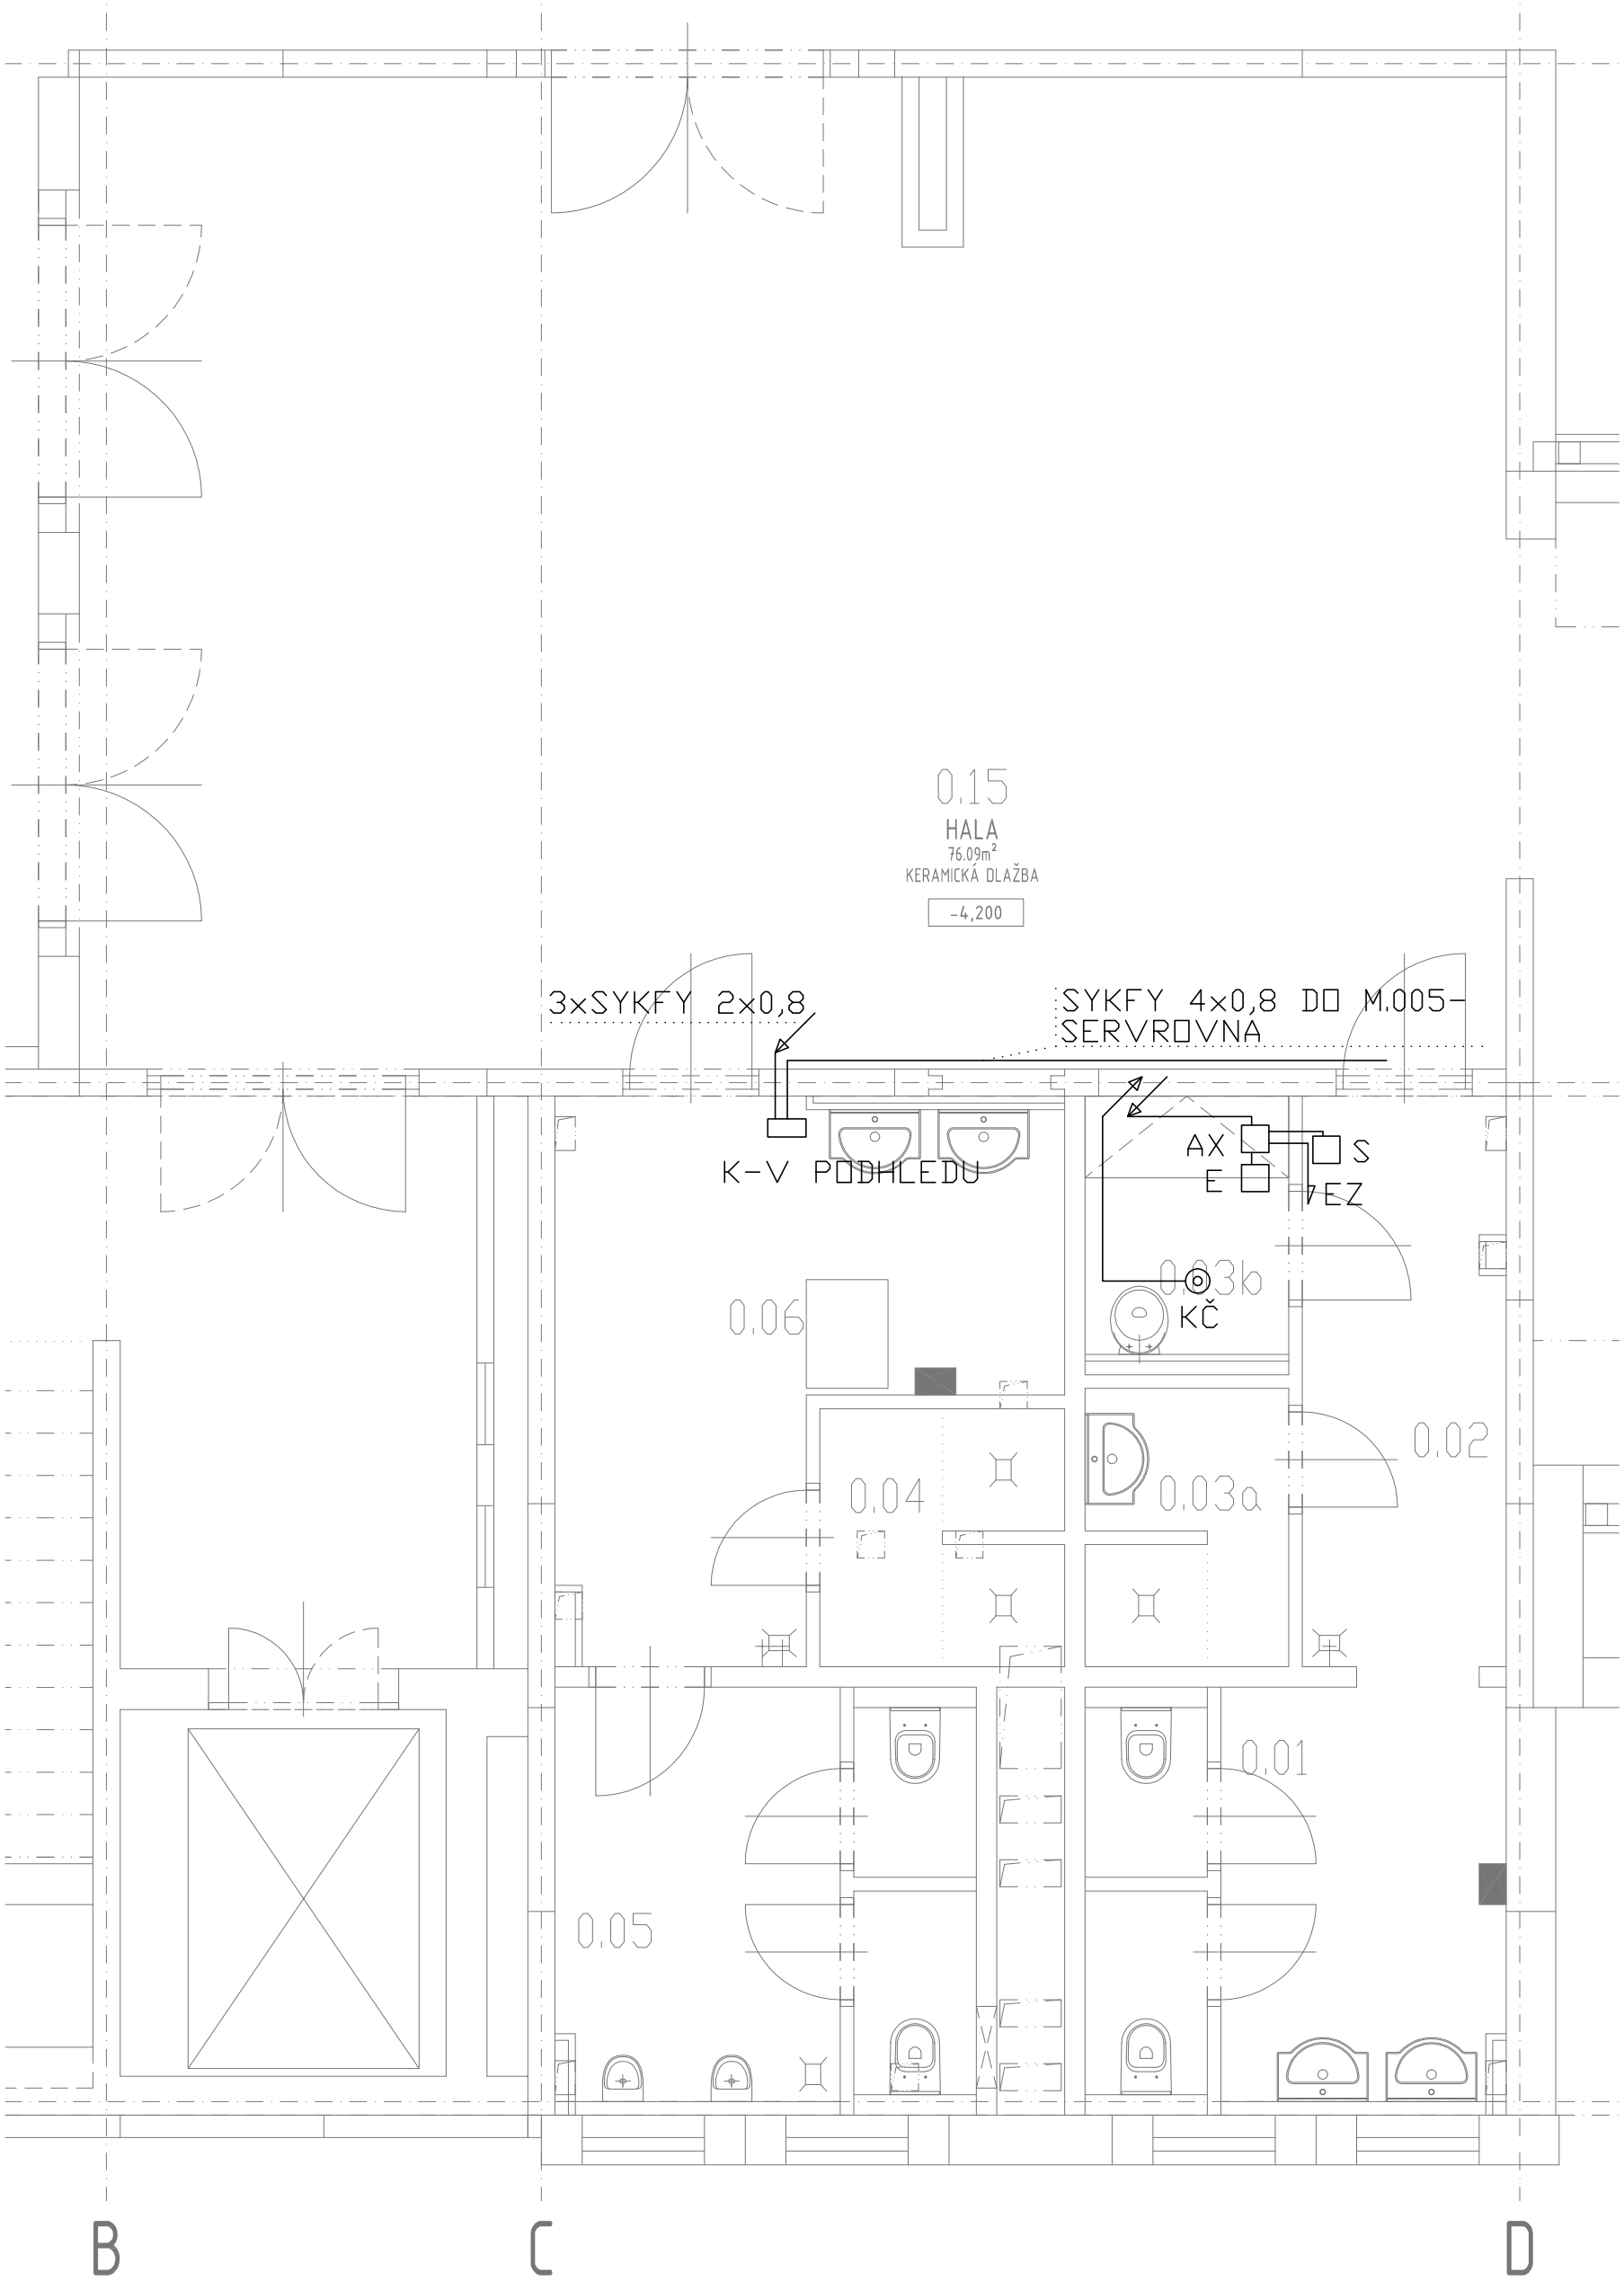 0.15
HALA
76.09m²
KERAMICKÁ DLAŽBA
-4,200
3xSYKFY 2x0,8
SYKFY 4x0,8 DO M.005-
SERVROVNA
K-V PODHLEDU
AX
S
E
EZ
0.03b
KČ
0.06
0.02
0.04
0.03a
0.01
0.05
B
C
D